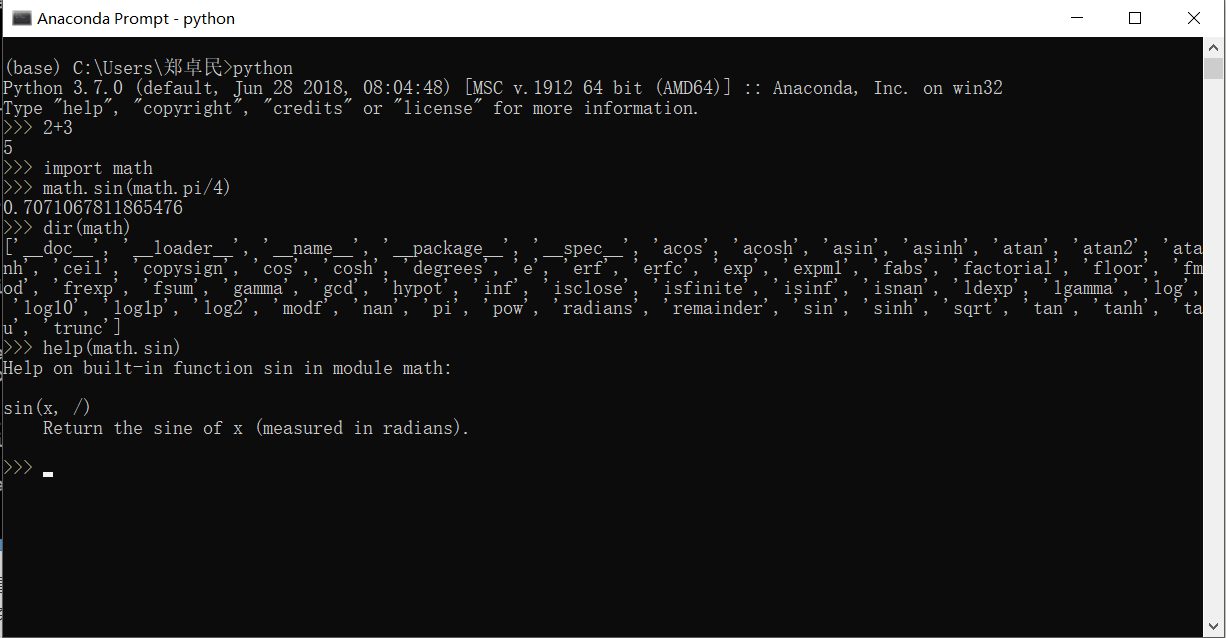 Anaconda Prompt - python
(base) C:\Users\郑卓民>python
Python 3.7.0 (default, Jun 28 2018, 08:04:48) [MSC v.1912 64 bit (AMD64)] :: Anaconda, Inc. on win32
Type "help", "copyright", "credits" or "license" for more information.
>>> 2+3
5
>>> import math
>>> math.sin(math.pi/4)
0.7071067811865476
>>> dir(math)
['__doc__', '__loader__', '__name__', '__package__', '__spec__', 'acos', 'acosh', 'asin', 'asinh', 'atan', 'atan2', 'ata
nh', 'ceil', 'copysign', 'cos', 'cosh', 'degrees', 'e', 'erf', 'erfc', 'exp', 'expm1', 'fabs', 'factorial', 'floor', 'fm
od', 'frexp', 'fsum', 'gamma', 'gcd', 'hypot', 'inf', 'isclose', 'isfinite', 'isinf', 'isnan', 'ldexp', 'lgamma', 'log',
'log10', 'log1p', 'log2', 'modf', 'nan', 'pi', 'pow', 'radians', 'remainder', 'sin', 'sinh', 'sqrt', 'tan', 'tanh', 'ta
u', 'trunc']
>>> help(math.sin)
Help on built-in function sin in module math:
sin(x, /)
Return the sine of x (measured in radians).
>>>